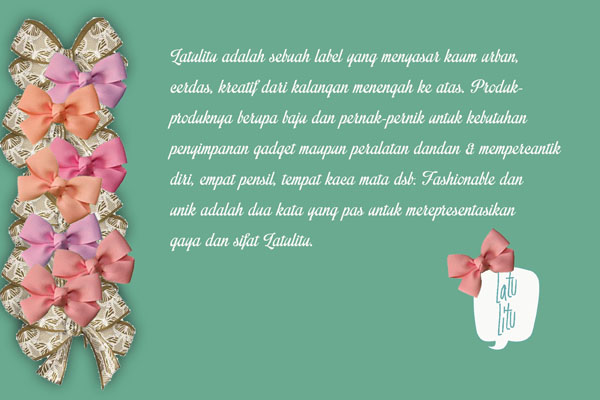 Latulitu adalah sebuah label yang menyasar kaum urban,
cerdas, kreatif dari kalangan menengah ke atas. Produk-
produknya berupa baju dan pernak-pernik untuk kebutuhan
penyimpanan gadget maupun peralatan dandan & mempercantik
diri, empat pensil, tempat kaca mata dsb. Fashionable dan
unik adalah dua kata yang pas untuk merepresentasikan
gaya dan sifat Latulitu.
Latu
Litu